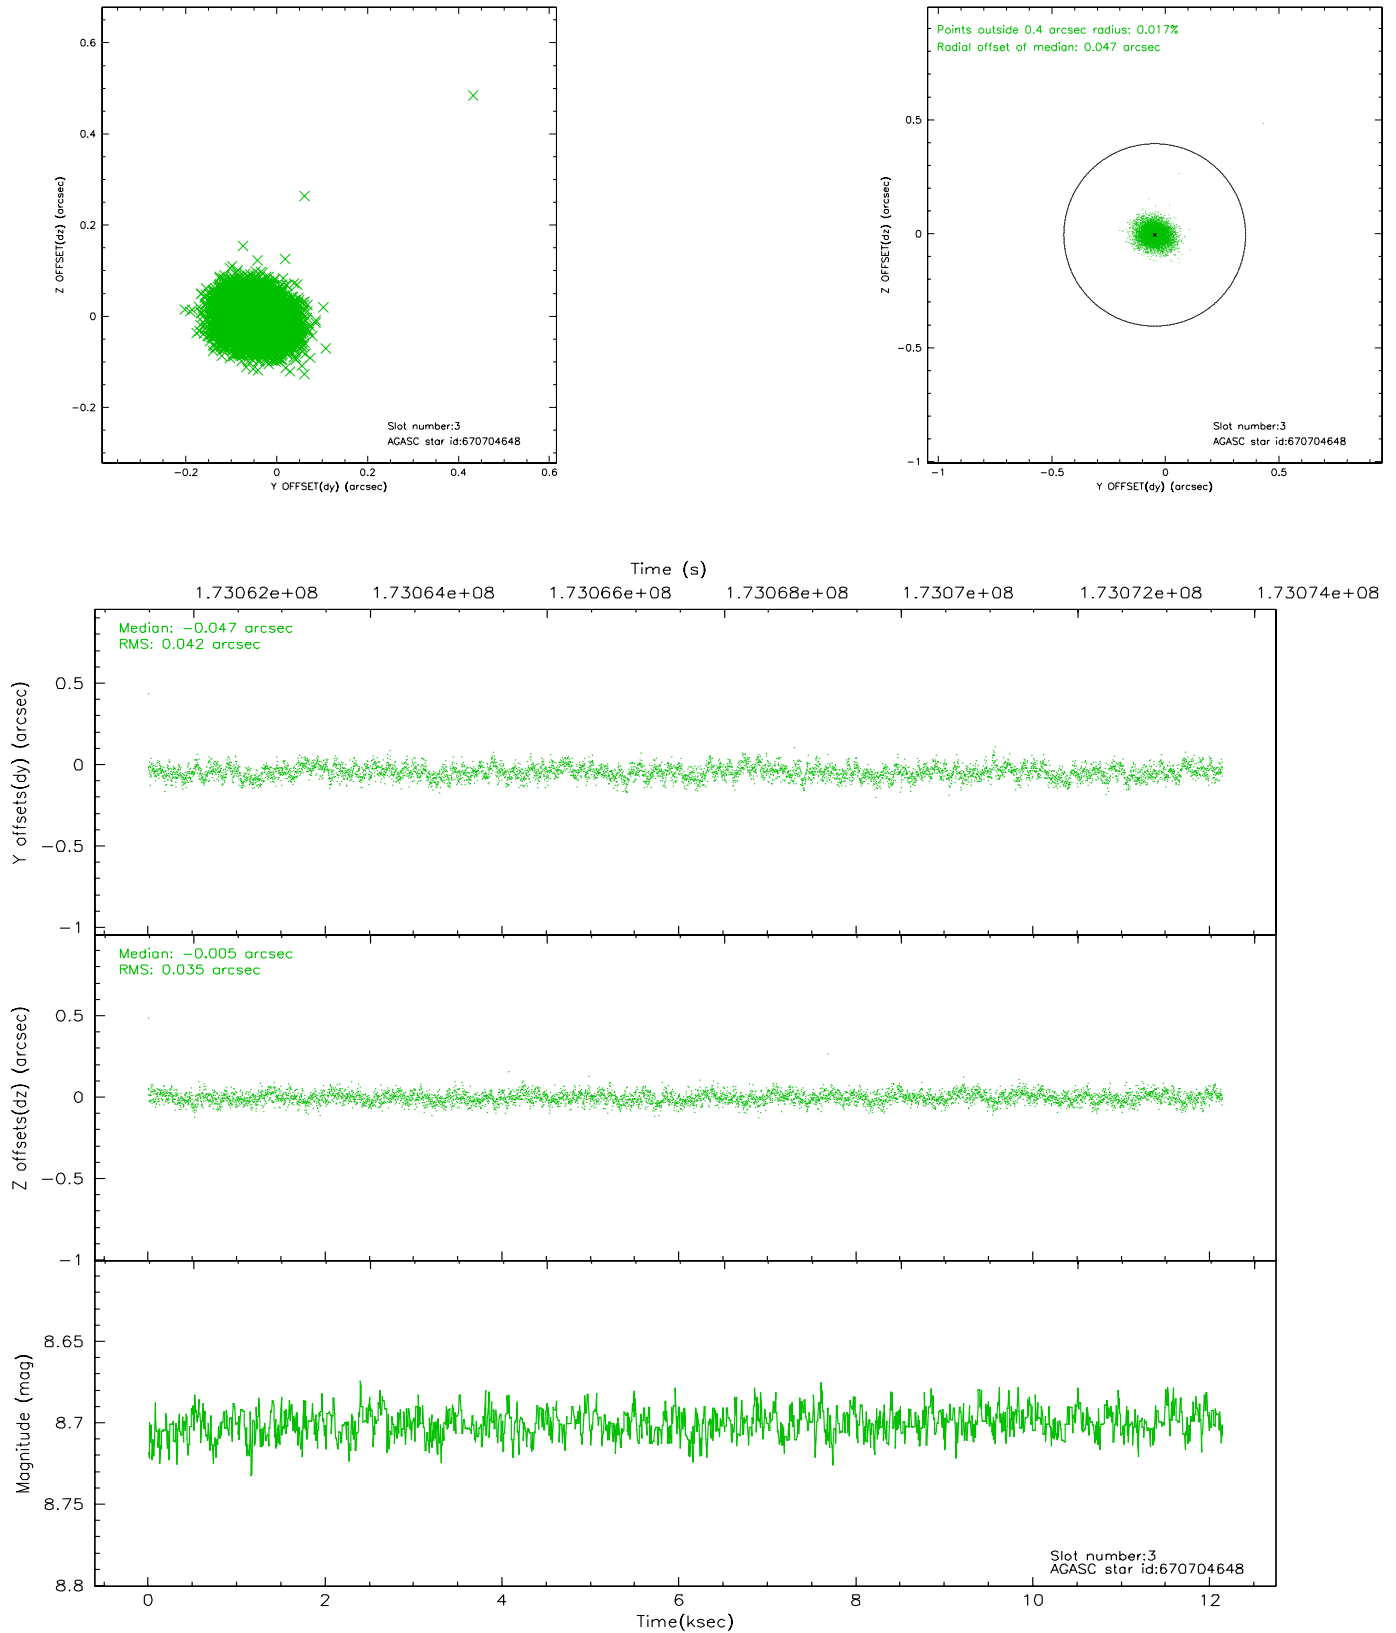 0.6
0.4
0.2
0
−0.2
Z OFFSET(dz) (arcsec)
Slot number:3
AGASC star id:670704648
−0.2 0 0.2 0.4 0.6
Y OFFSET(dy) (arcsec)
Points outside 0.4 arcsec radius: 0.017%
Radial offset of median: 0.047 arcsec
0.5
0
−0.5
−1
Z OFFSET(dz) (arcsec)
Slot number:3
AGASC star id:670704648
−1 −0.5 0 0.5
Y OFFSET(dy) (arcsec)
Time (s)
1.73062e+08 1.73064e+08 1.73066e+08 1.73068e+08 1.7307e+08 1.73072e+08 1.73074e+08
Median: −0.047 arcsec
RMS: 0.042 arcsec
0.5
0
−0.5
−1
Y offsets(dy) (arcsec)
Median: −0.005 arcsec
RMS: 0.035 arcsec
0.5
0
−0.5
−1
Z offsets(dz) (arcsec)
8.65
8.7
8.75
8.8
Magnitude (mag)
Slot number:3
AGASC star id:670704648
0 2 4 6 8 10 12
Time(ksec)